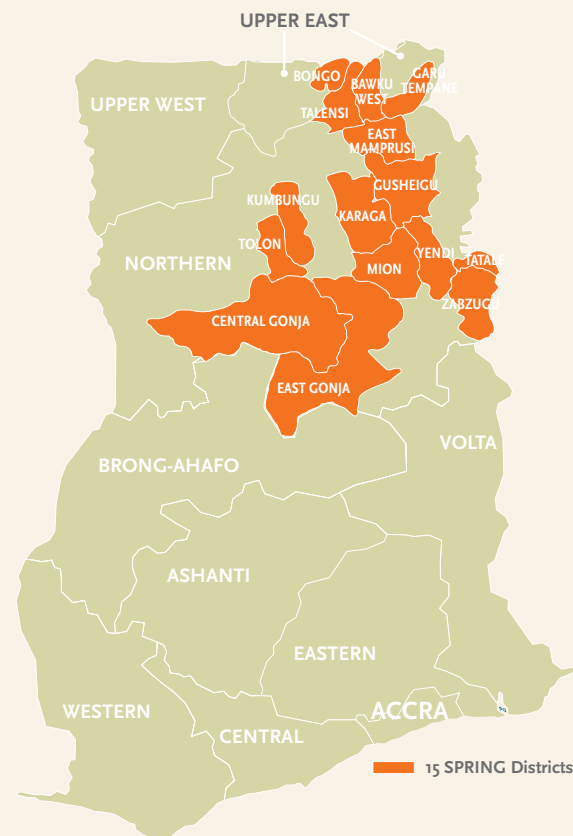 UPPER EAST
BONGO
GARU
TEMPANE
BAWKU
WEST
UPPER WEST
TALENSI
EAST
MAMPRUSI
GUSHEIGU
KUMBUNGU
KARAGA
TOLON
YENDI
NORTHERN
MION
TATALE
ZABZUGU
CENTRAL GONJA
EAST GONJA
VOLTA
BRONG-AHAFO
ASHANTI
EASTERN
WESTERN
ACCRA
CENTRAL
15 SPRING Districts